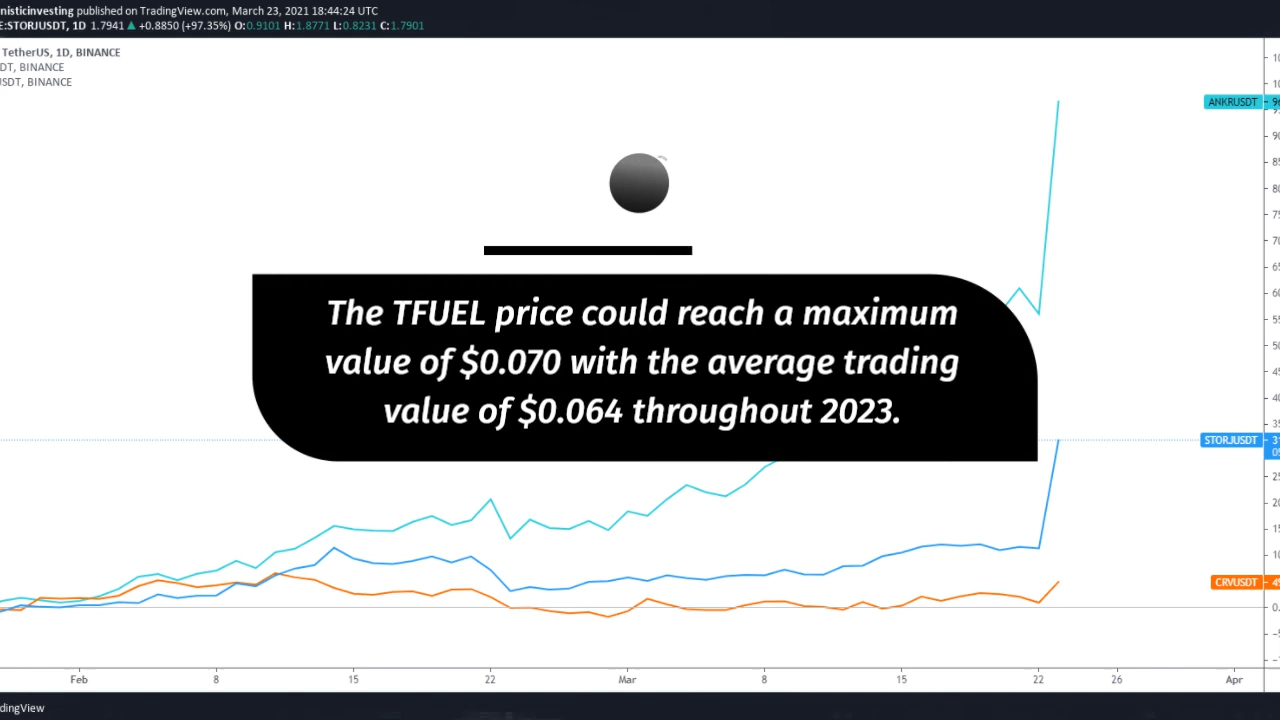 nisticinvesting published on TradingView.com, March 23, 2021 18:44:24 UTC
E:STORJUSDT, 1D 1.7941 ▲ +0.8850 (+97.35%) O:0.9101 H:1.8771 L:0.8231 C:1.7901
TetherUS, 1D, BINANCE
DT, BINANCE
USDT, BINANCE
ANKRUSDT
The TFUEL price could reach a maximum
value of $0.070 with the average trading
value of $0.064 throughout 2023.
STORJUSDT
CRVUSDT
0.
Feb 8 15 22 Mar 8 15 22 26 Apr
dingView